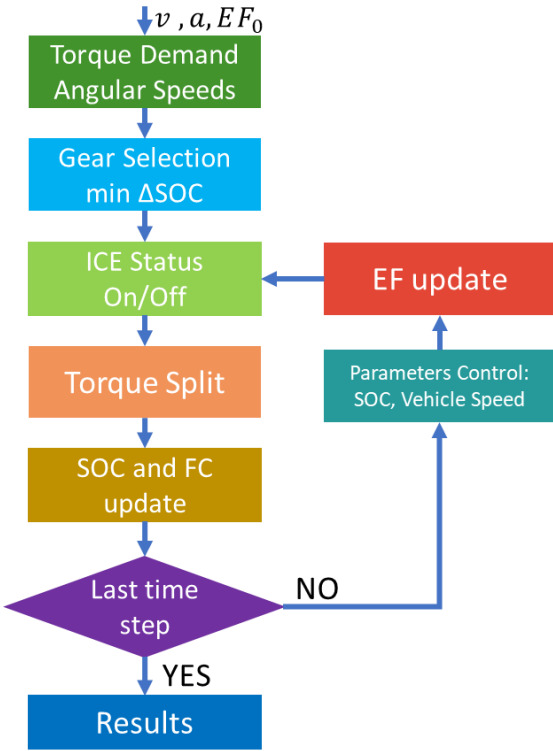 v , a, EF₀
Torque Demand
Angular Speeds
Gear Selection
min ΔSOC
ICE Status
On/Off
EF update
Torque Split
Parameters Control:
SOC, Vehicle Speed
SOC and FC
update
Last time
step
NO
YES
Results